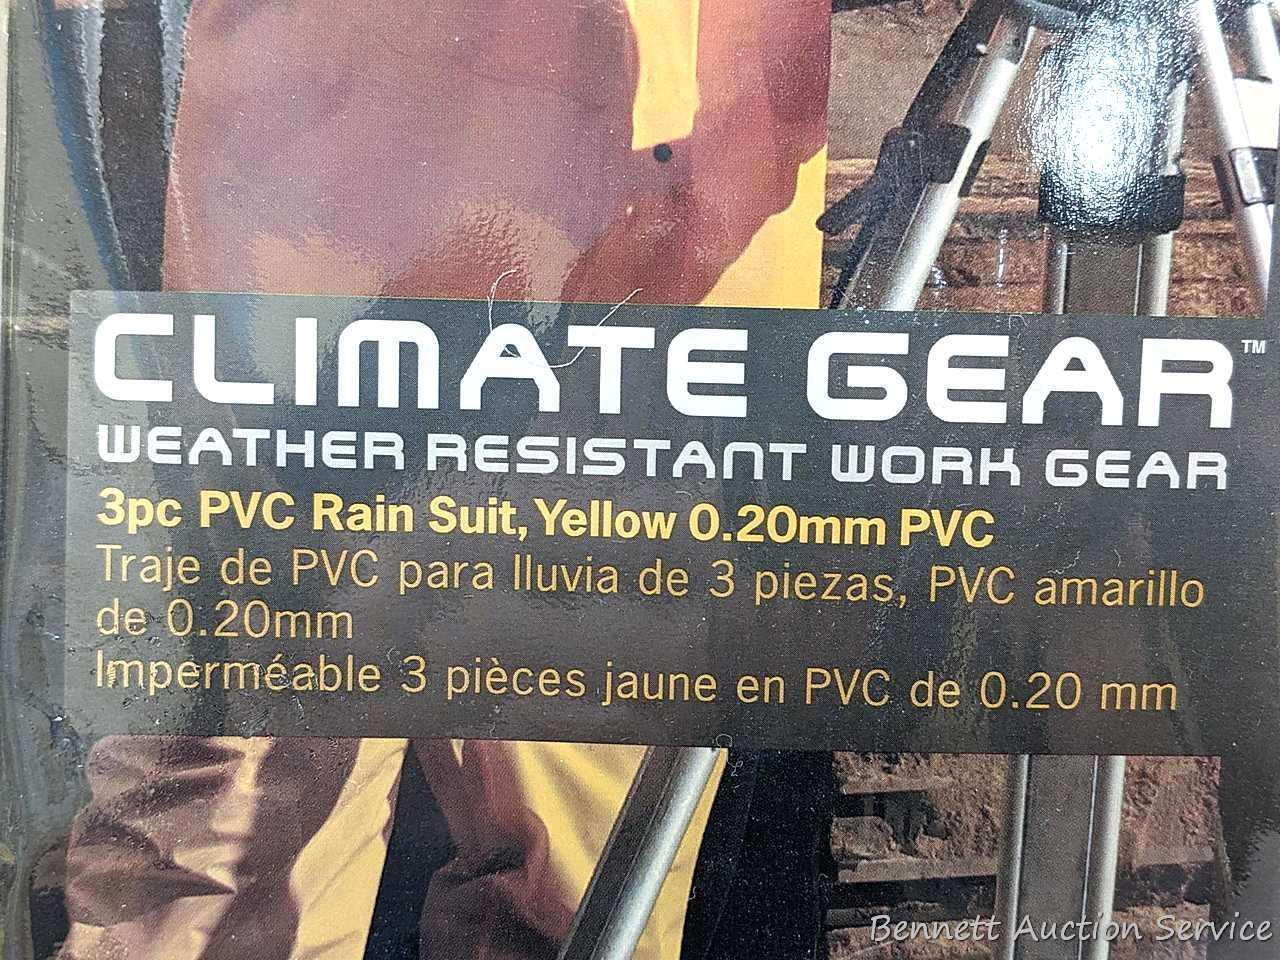 CLIMATE GEAR™
WEATHER RESISTANT WORK GEAR
3pc PVC Rain Suit, Yellow 0.20mm PVC
Traje de PVC para lluvia de 3 piezas, PVC amarillo
de 0.20mm
Imperméable 3 pièces jaune en PVC de 0.20 mm
Bennett Auction Service